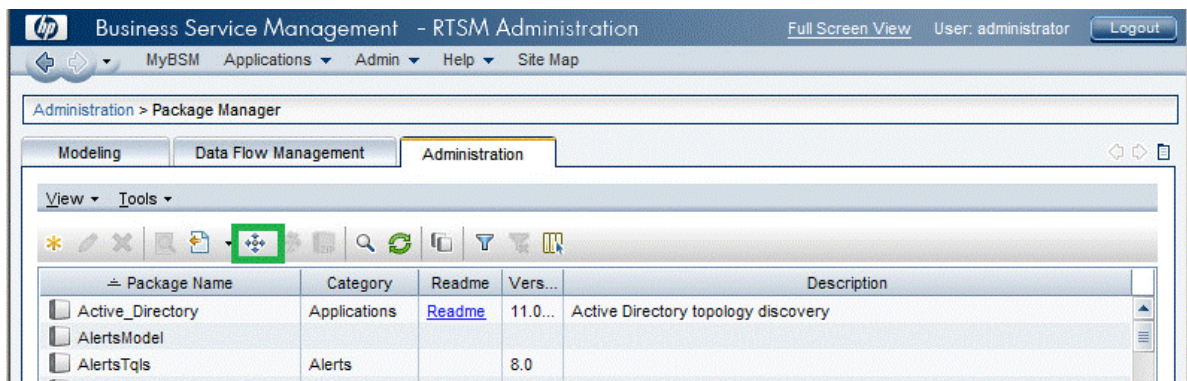 hp Business Service Management – RTSM Administration Full Screen View User: administrator Logout
MyBSM Applications Admin Help Site Map
Administration > Package Manager
Modeling Data Flow Management Administration
View Tools
Package Name Category Readme Vers... Description
Active_Directory Applications Readme 11.0... Active Directory topology discovery
AlertsModel
AlertsTqls Alerts 8.0